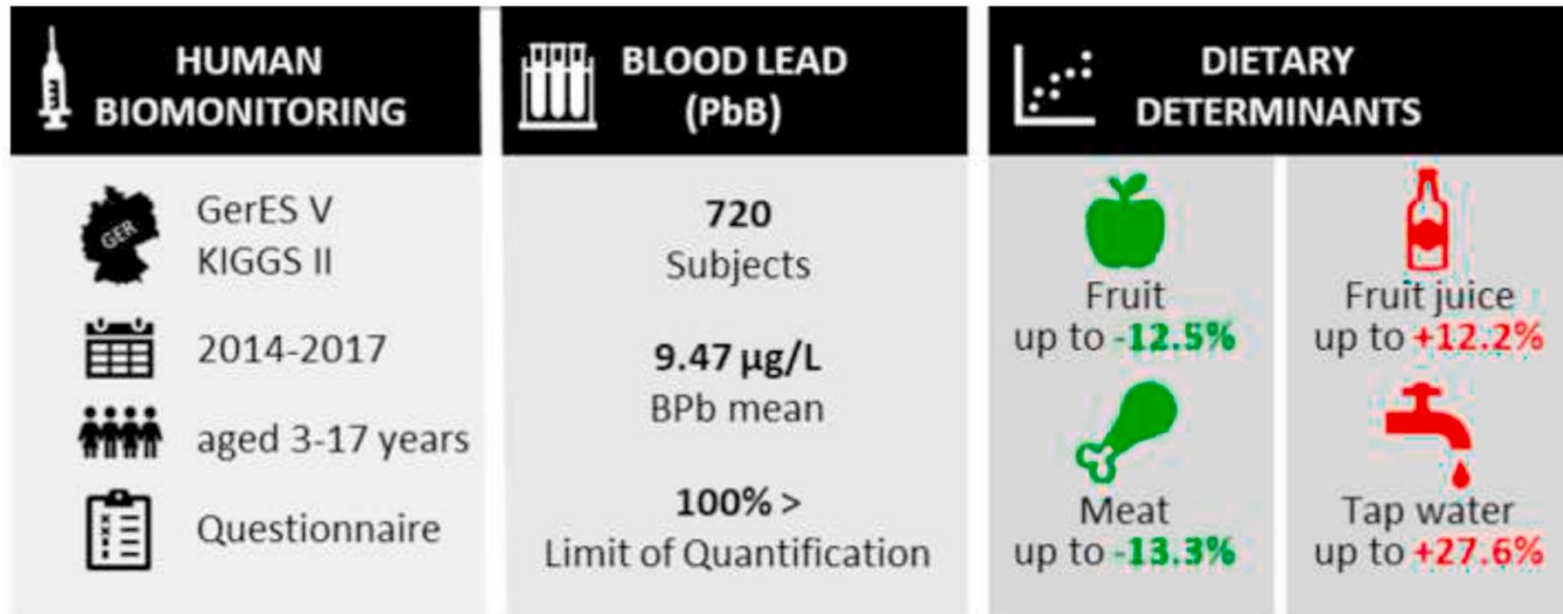 HUMAN
BIOMONITORING
GER
GerES V
KIGGS II
2014-2017
aged 3-17 years
Questionnaire
BLOOD LEAD
(PbB)
720
Subjects
9.47 µg/L
BPb mean
100% >
Limit of Quantification
DIETARY
DETERMINANTS
Fruit
up to -12.5%
Fruit juice
up to +12.2%
Meat
up to -13.3%
Tap water
up to +27.6%